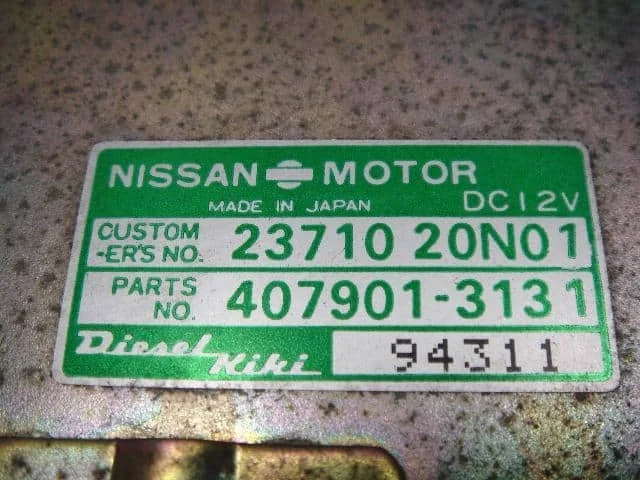 NISSAN MOTOR
MADE IN JAPAN DC12V
CUSTOM
-ER'S NO. 23710 20N01
PARTS
NO. 407901-3131
Diesel Kiki 94311